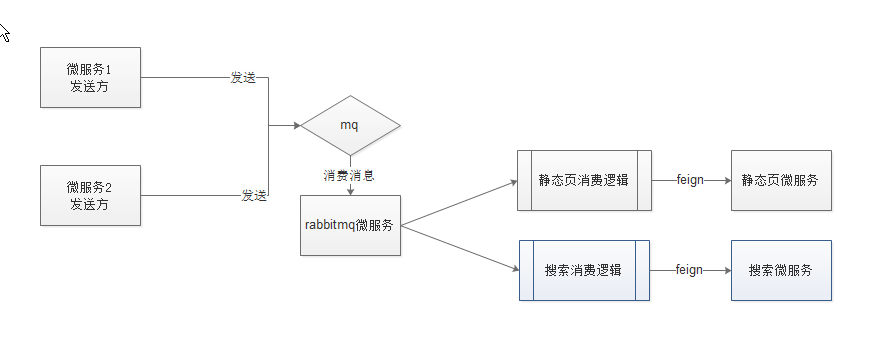 微服务1
发送方
发送
mq
消费消息
微服务2
发送方
发送
rabbitmq微服务
静态页消费逻辑
feign
静态页微服务
搜索消费逻辑
feign
搜索微服务